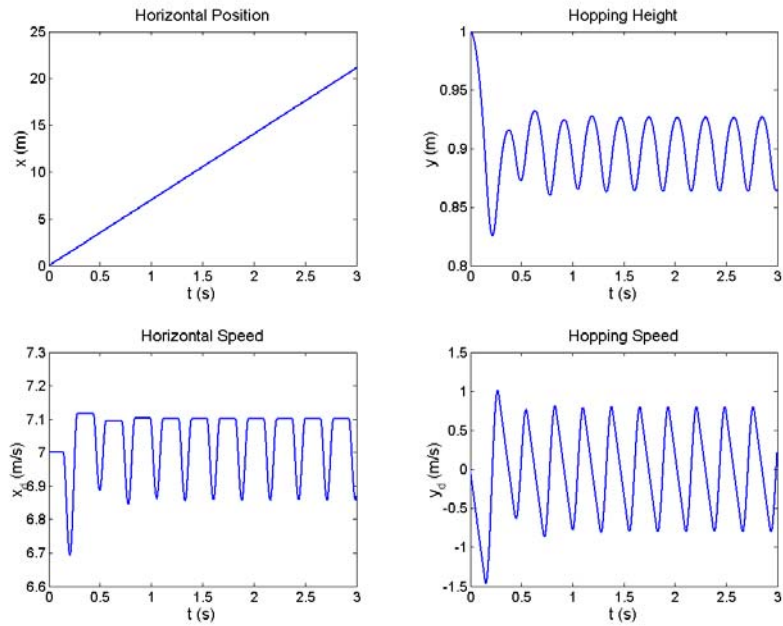 Horizontal Position
25
20
15
10
5
0
x (m)
0 0.5 1 1.5 2 2.5 3
t (s)
Hopping Height
1
0.95
0.9
0.85
0.8
y (m)
0 0.5 1 1.5 2 2.5 3
t (s)
Horizontal Speed
7.3
7.2
7.1
7
6.9
6.8
6.7
6.6
x_d (m/s)
0 0.5 1 1.5 2 2.5 3
t (s)
Hopping Speed
1.5
1
0.5
0
-0.5
-1
-1.5
y_d (m/s)
0 0.5 1 1.5 2 2.5 3
t (s)